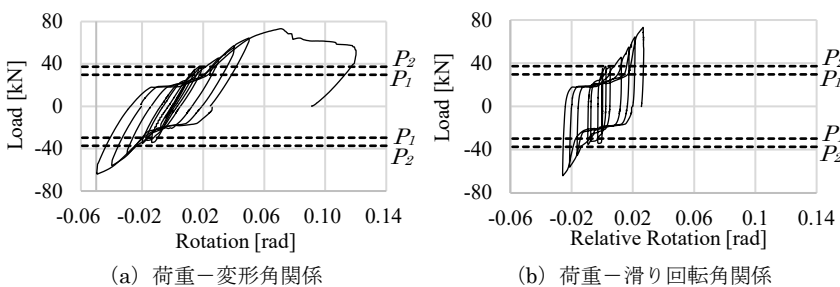 80
40
0
-40
-80
Load [kN]
P₂
P₁
P₁
P₂
-0.06 -0.02 0.02 0.06 0.10 0.14
Rotation [rad]
(a) 荷重－変形角関係
80
40
0
-40
-80
Load [kN]
P₂
P₁
P₁
P₂
-0.06 -0.02 0.02 0.06 0.1 0.14
Relative Rotation [rad]
(b) 荷重－滑り回転角関係